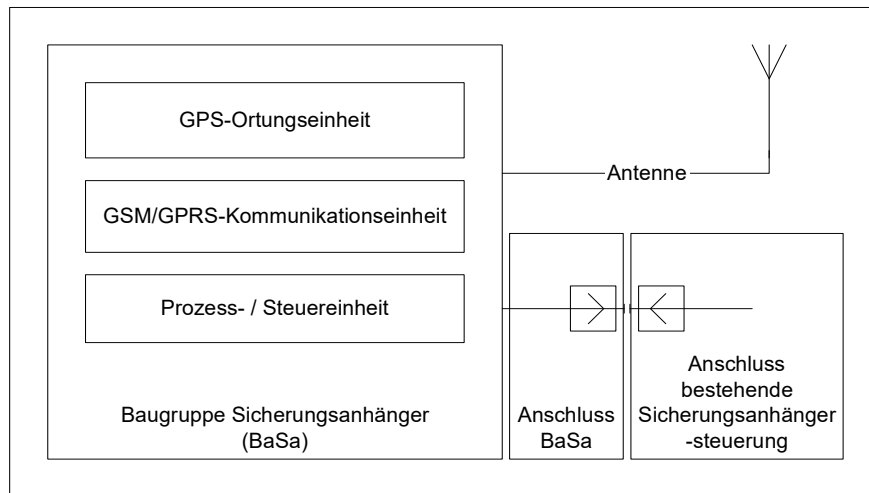 GPS-Ortungseinheit
Antenne
GSM/GPRS-Kommunikationseinheit
Prozess- / Steuereinheit
Baugruppe Sicherungsanhänger
(BaSa)
Anschluss
BaSa
Anschluss
bestehende
Sicherungsanhänger
-steuerung